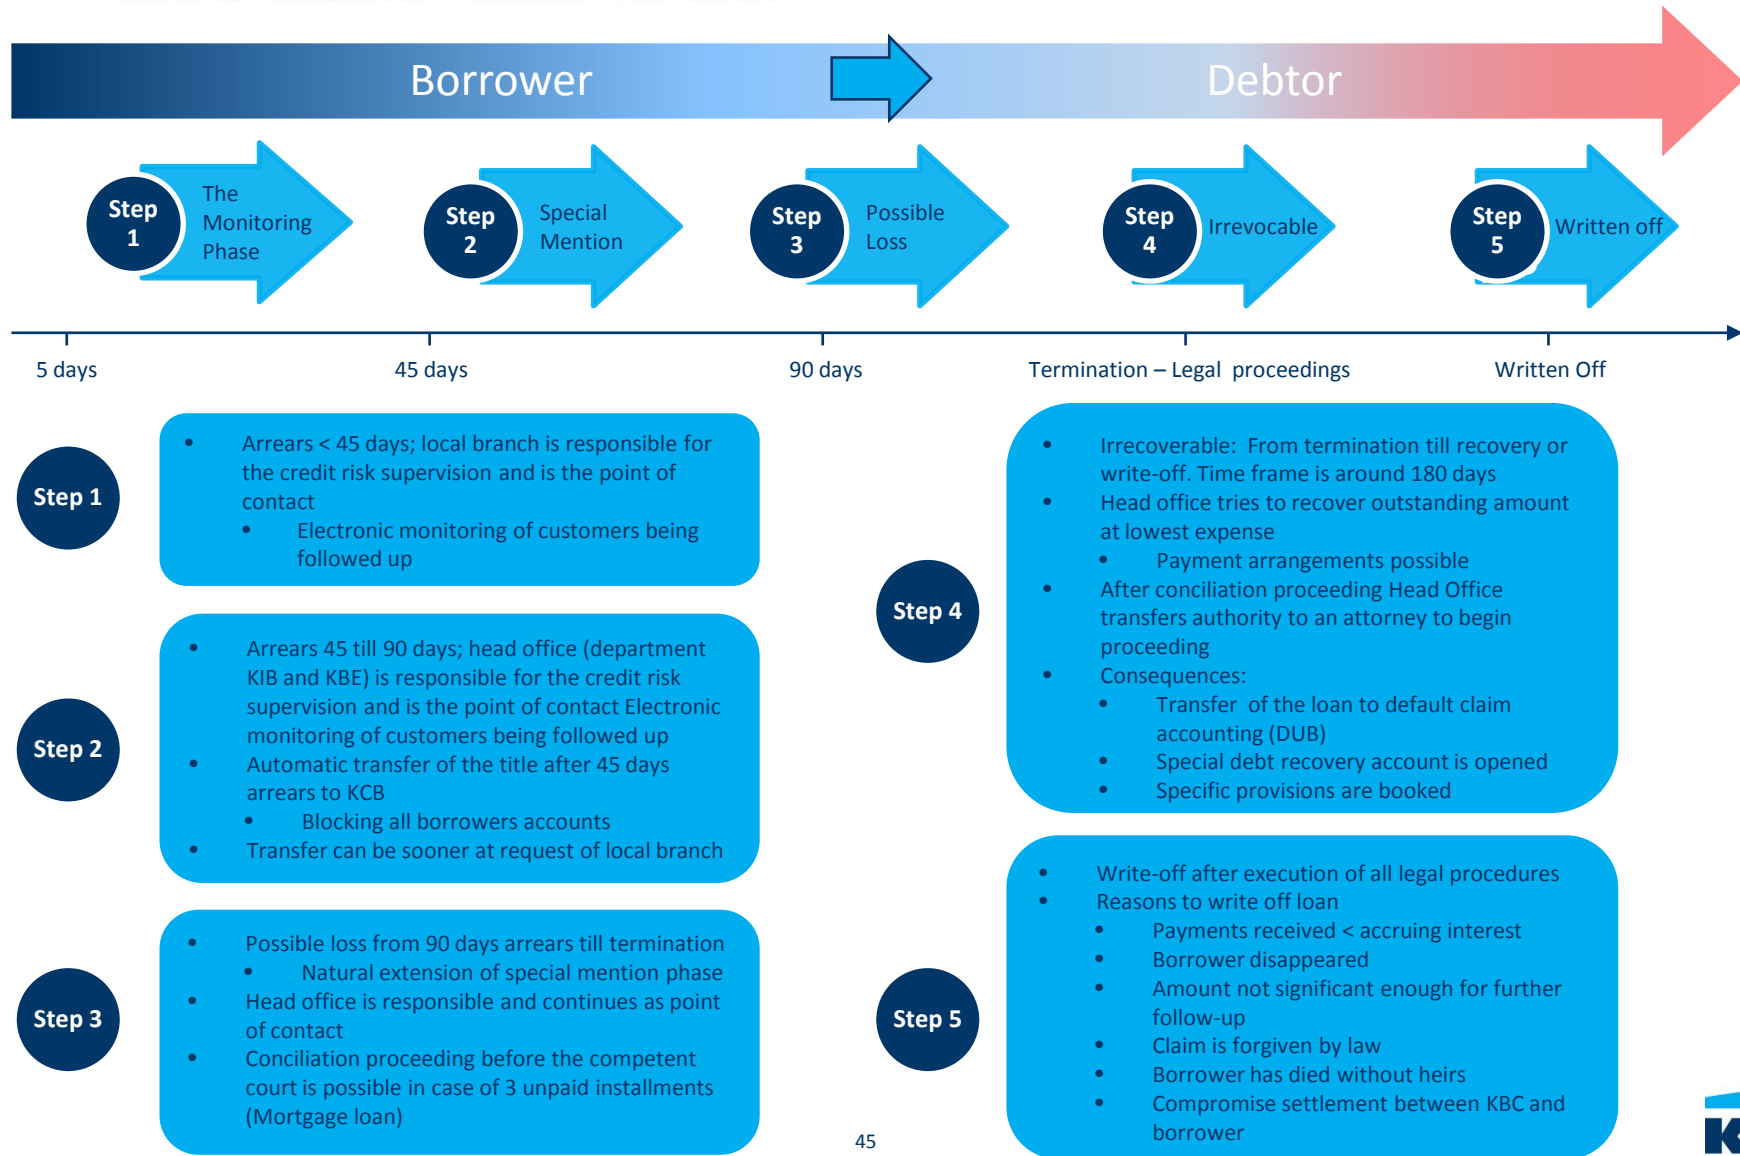 Borrower
Debtor
Step
1
The
Monitoring
Phase
Step
2
Special
Mention
Step
3
Possible
Loss
Step
4
Irrevocable
Step
5
Written off
5 days
45 days
90 days
Termination – Legal proceedings
Written Off
Step 1
• Arrears < 45 days; local branch is responsible for
the credit risk supervision and is the point of
contact
• Electronic monitoring of customers being
followed up
Step 2
• Arrears 45 till 90 days; head office (department
KIB and KBE) is responsible for the credit risk
supervision and is the point of contact Electronic
monitoring of customers being followed up
• Automatic transfer of the title after 45 days
arrears to KCB
• Blocking all borrowers accounts
• Transfer can be sooner at request of local branch
Step 3
• Possible loss from 90 days arrears till termination
• Natural extension of special mention phase
• Head office is responsible and continues as point
of contact
• Conciliation proceeding before the competent
court is possible in case of 3 unpaid installments
(Mortgage loan)
Step 4
• Irrecoverable: From termination till recovery or
write-off. Time frame is around 180 days
• Head office tries to recover outstanding amount
at lowest expense
• Payment arrangements possible
• After conciliation proceeding Head Office
transfers authority to an attorney to begin
proceeding
• Consequences:
• Transfer of the loan to default claim
accounting (DUB)
• Special debt recovery account is opened
• Specific provisions are booked
Step 5
• Write-off after execution of all legal procedures
• Reasons to write off loan
• Payments received < accruing interest
• Borrower disappeared
• Amount not significant enough for further
follow-up
• Claim is forgiven by law
• Borrower has died without heirs
• Compromise settlement between KBC and
borrower
45